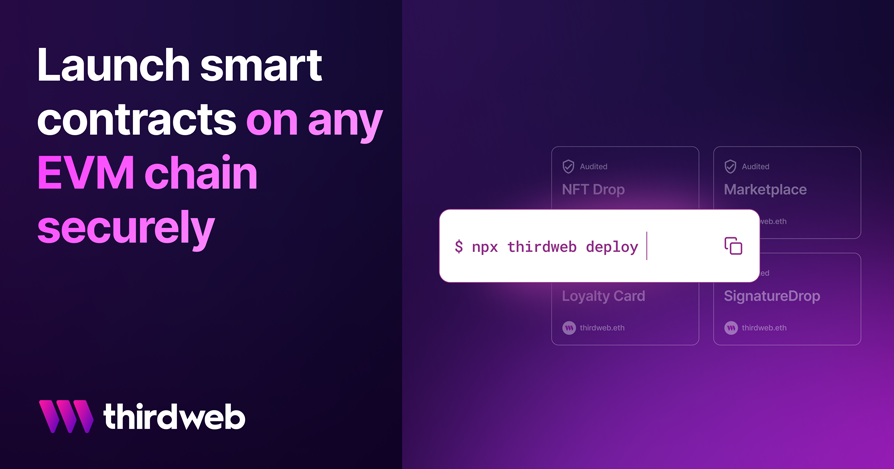 Launch smart
contracts on any
EVM chain
securely
thirdweb
Audited
NFT Drop
Audited
Marketplace
$ npx thirdweb deploy
Loyalty Card
thirdweb.eth
SignatureDrop
thirdweb.eth